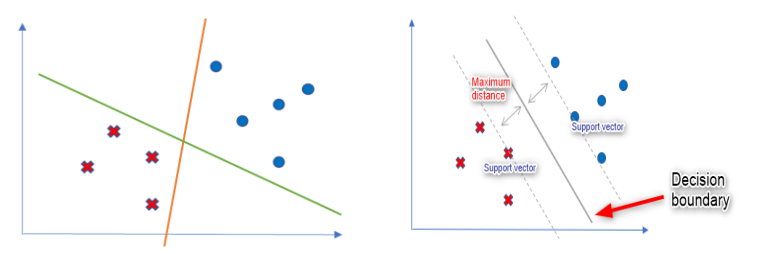 Maximum
distance
Support vector
Support vector
Decision
boundary